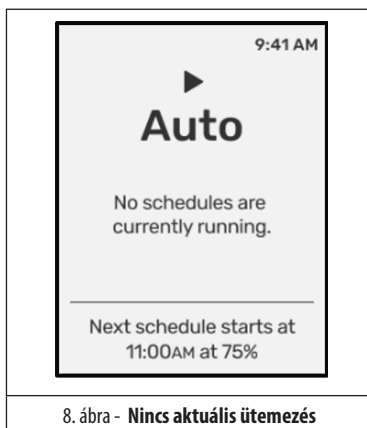 9:41 AM
Auto
No schedules are
currently running.
Next schedule starts at
11:00AM at 75%
8. ábra - Nincs aktuális ütemezés